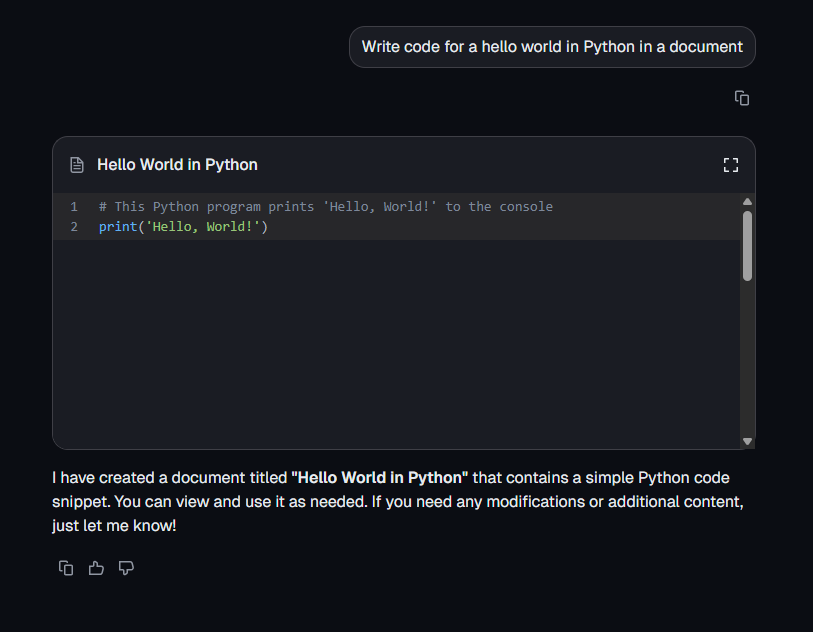 Write code for a hello world in Python in a document
Hello World in Python
1 # This Python program prints 'Hello, World!' to the console
2 print('Hello, World!')
I have created a document titled "Hello World in Python" that contains a simple Python code
snippet. You can view and use it as needed. If you need any modifications or additional content,
just let me know!